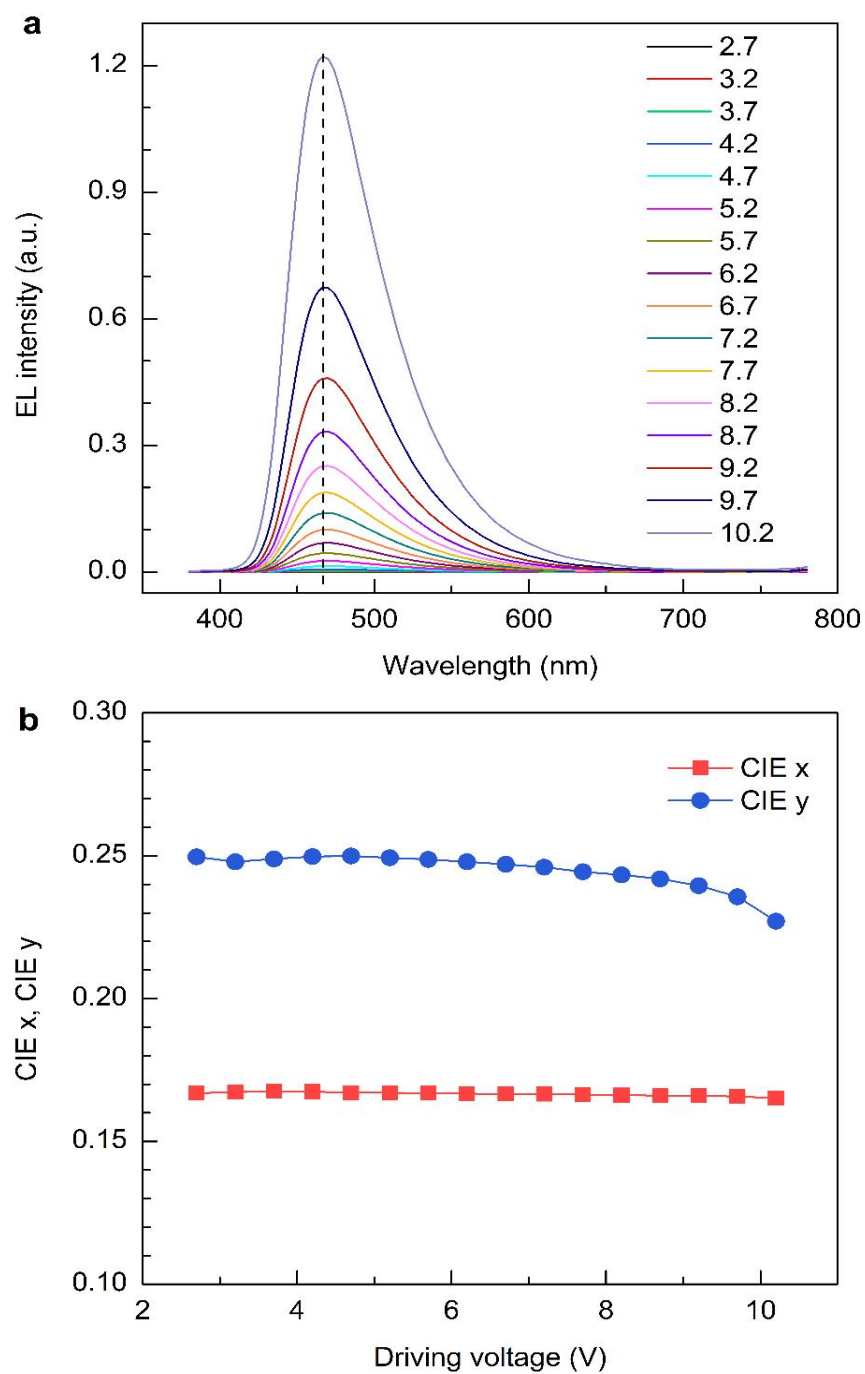 a
1.2
0.9
0.6
0.3
0.0
EL intensity (a.u.)
2.7
3.2
3.7
4.2
4.7
5.2
5.7
6.2
6.7
7.2
7.7
8.2
8.7
9.2
9.7
10.2
400 500 600 700 800
Wavelength (nm)
b
0.30
0.25
0.20
0.15
0.10
CIE x, CIE y
CIE x
CIE y
2 4 6 8 10
Driving voltage (V)